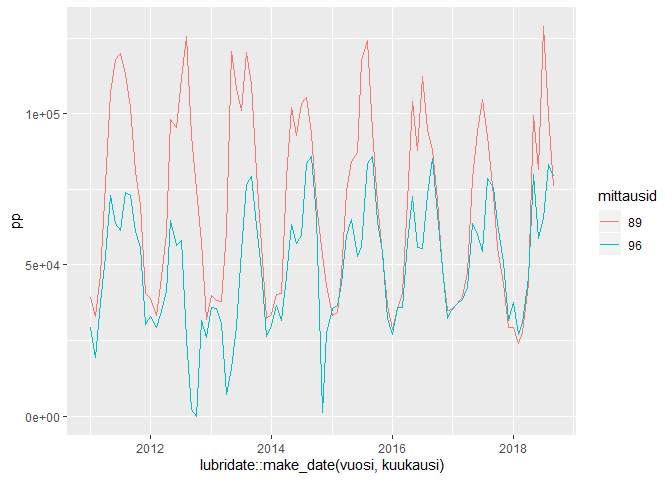 1e+05
5e+04
0e+00
pp
2012 2014 2016 2018
lubridate::make_date(vuosi, kuukausi)
mittausid
89
96